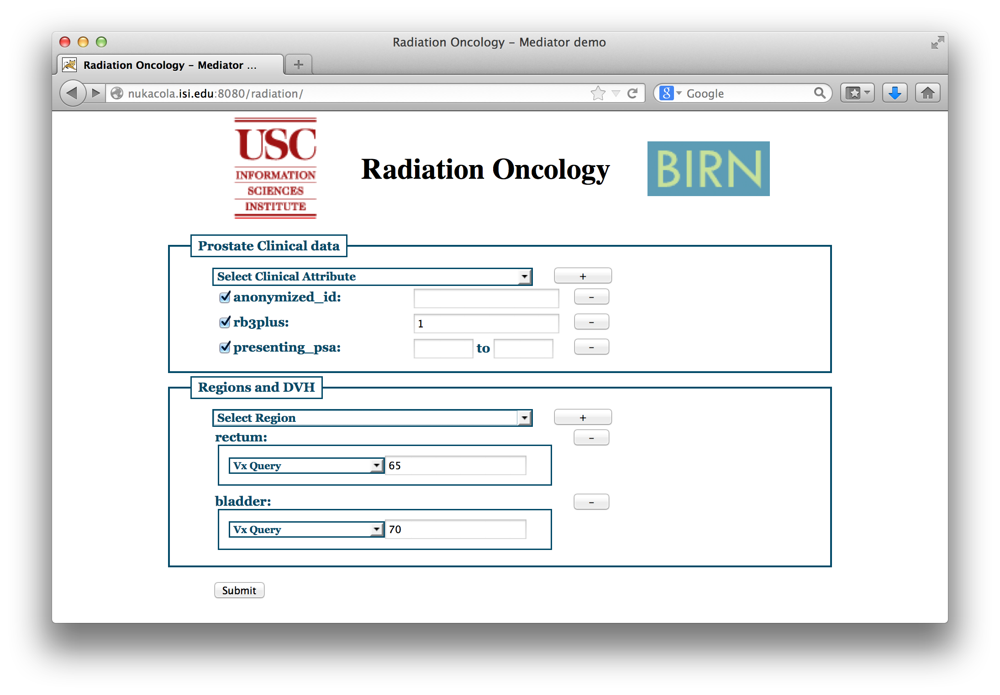 Radiation Oncology – Mediator demo
Radiation Oncology – Mediator ...
+
nukacola.isi.edu:8080/radiation/
g Google
USC
INFORMATION
SCIENCES
INSTITUTE
Radiation Oncology
BIRN
Prostate Clinical data
Select Clinical Attribute +
anonymized_id: -
rb3plus: 1 -
presenting_psa: to -
Regions and DVH
Select Region +
rectum: -
Vx Query 65
bladder: -
Vx Query 70
Submit